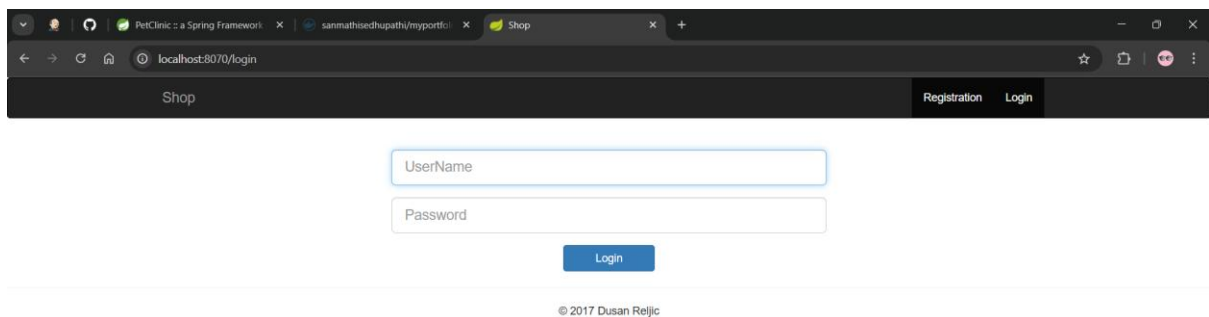 PetClinic :: a Spring Framework
sanmathisedhupathi/myportfoli
Shop
localhost:8070/login
Shop
Registration
Login
UserName
Password
Login
© 2017 Dusan Reljic